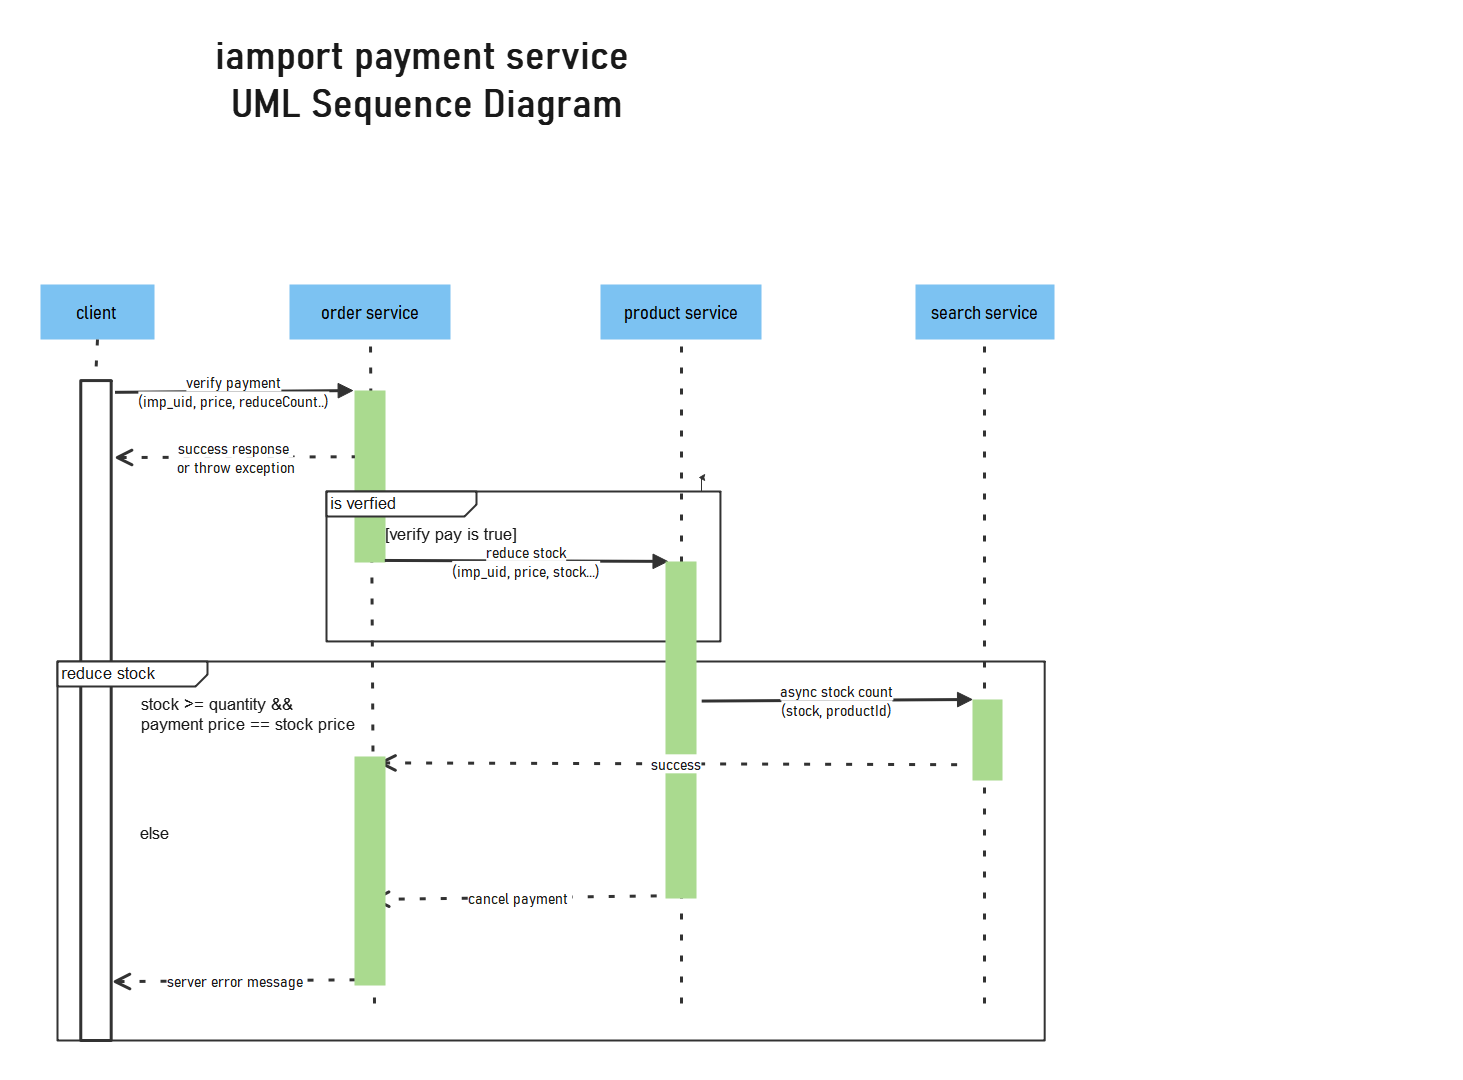 iamport payment service
UML Sequence Diagram
client
order service
product service
search service
verify payment
(imp_uid, price, reduceCount..)
success response
or throw exception
is verfied
[verify pay is true]
reduce stock
(imp_uid, price, stock...)
reduce stock
stock >= quantity &&
payment price == stock price
async stock count
(stock, productId)
success
else
cancel payment
server error message